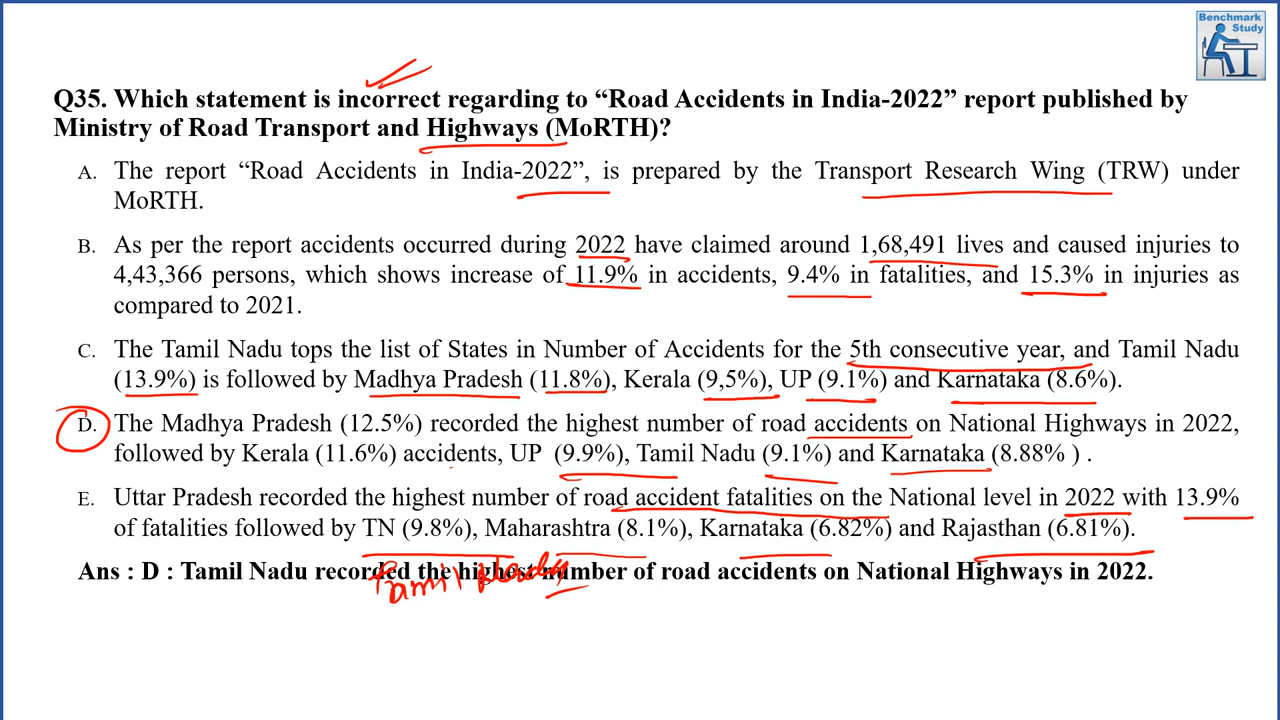 Benchmark
Study
Q35. Which statement is incorrect regarding to “Road Accidents in India-2022” report published by
Ministry of Road Transport and Highways (MoRTH)?
A. The report “Road Accidents in India-2022”, is prepared by the Transport Research Wing (TRW) under
MoRTH.
B. As per the report accidents occurred during 2022 have claimed around 1,68,491 lives and caused injuries to
4,43,366 persons, which shows increase of 11.9% in accidents, 9.4% in fatalities, and 15.3% in injuries as
compared to 2021.
C. The Tamil Nadu tops the list of States in Number of Accidents for the 5th consecutive year, and Tamil Nadu
(13.9%) is followed by Madhya Pradesh (11.8%), Kerala (9,5%), UP (9.1%) and Karnataka (8.6%).
D. The Madhya Pradesh (12.5%) recorded the highest number of road accidents on National Highways in 2022,
followed by Kerala (11.6%) accidents, UP (9.9%), Tamil Nadu (9.1%) and Karnataka (8.88% ) .
E. Uttar Pradesh recorded the highest number of road accident fatalities on the National level in 2022 with 13.9%
of fatalities followed by TN (9.8%), Maharashtra (8.1%), Karnataka (6.82%) and Rajasthan (6.81%).
Ans : D : Tamil Nadu recorded the highest number of road accidents on National Highways in 2022.
Tamil Nadu